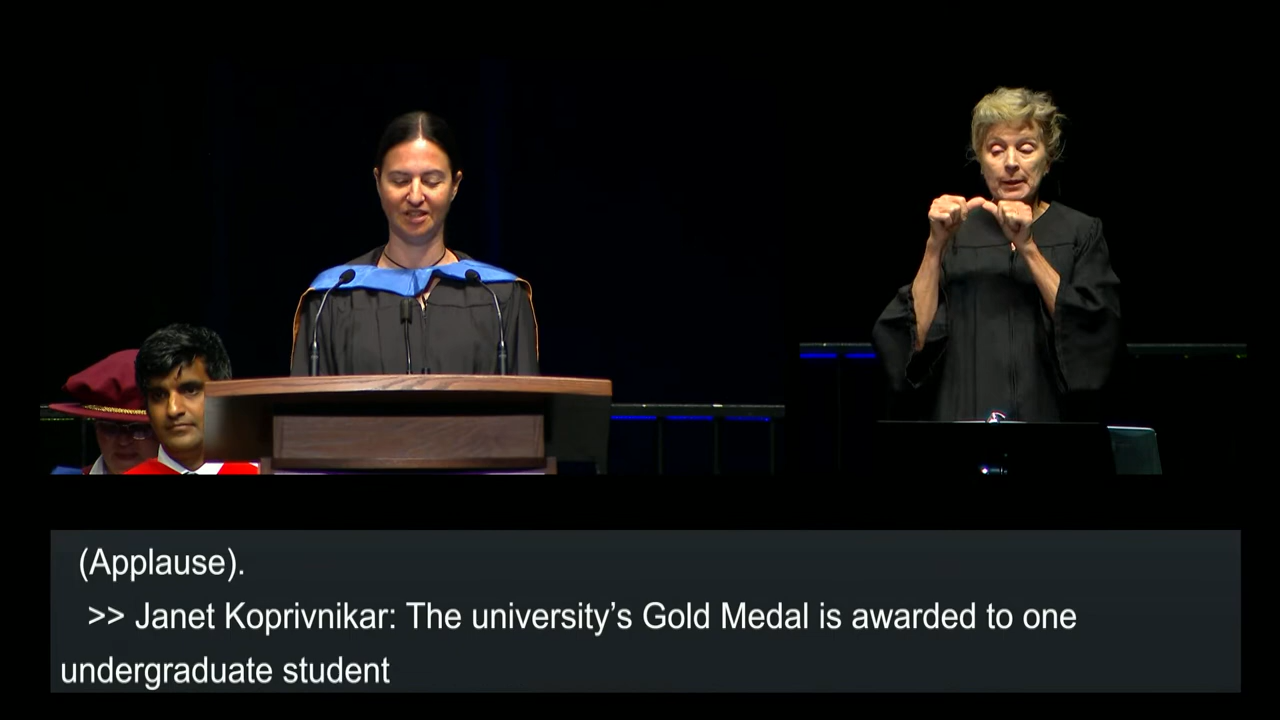 (Applause).
>> Janet Koprivnikar: The university’s Gold Medal is awarded to one
undergraduate student